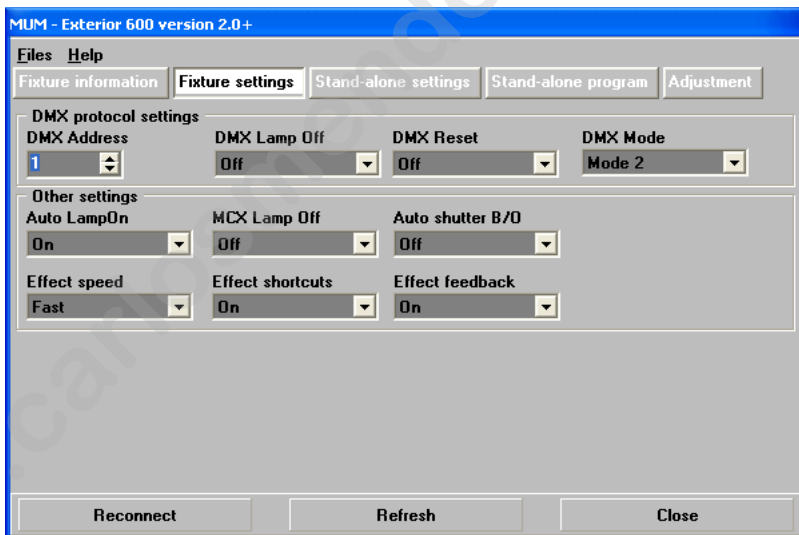 MUM - Exterior 600 version 2.0+
Files Help
Fixture information Fixture settings Stand-alone settings Stand-alone program Adjustment
DMX protocol settings
DMX Address DMX Lamp Off DMX Reset DMX Mode
1 Off Off Mode 2
Other settings
Auto LampOn MCX Lamp Off Auto shutter B/O
On Off Off
Effect speed Effect shortcuts Effect feedback
Fast On On
Reconnect Refresh Close
.carlosmendo